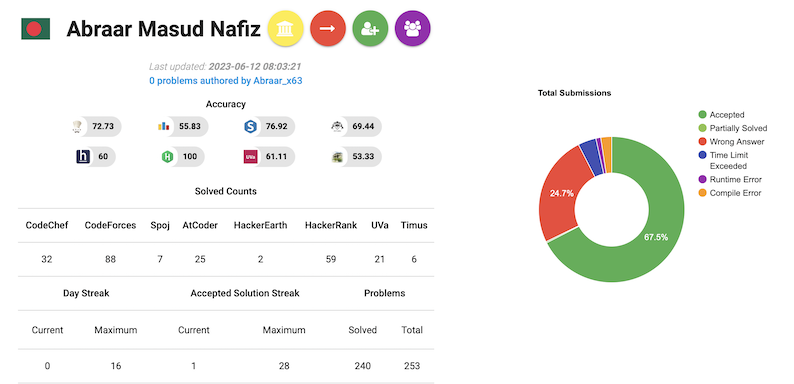 Abraar Masud Nafiz
Last updated: 2023-06-12 08:03:21
0 problems authored by Abraar_x63
Accuracy
72.73 55.83 76.92 69.44
h 60 H 100 UVa 61.11 53.33
Solved Counts
CodeChef CodeForces Spoj AtCoder HackerEarth HackerRank UVa Timus
32 88 7 25 2 59 21 6
Day Streak Accepted Solution Streak Problems
Current Maximum Current Maximum Solved Total
0 16 1 28 240 253
Total Submissions
24.7%
67.5%
Accepted
Partially Solved
Wrong Answer
Time Limit
Exceeded
Runtime Error
Compile Error